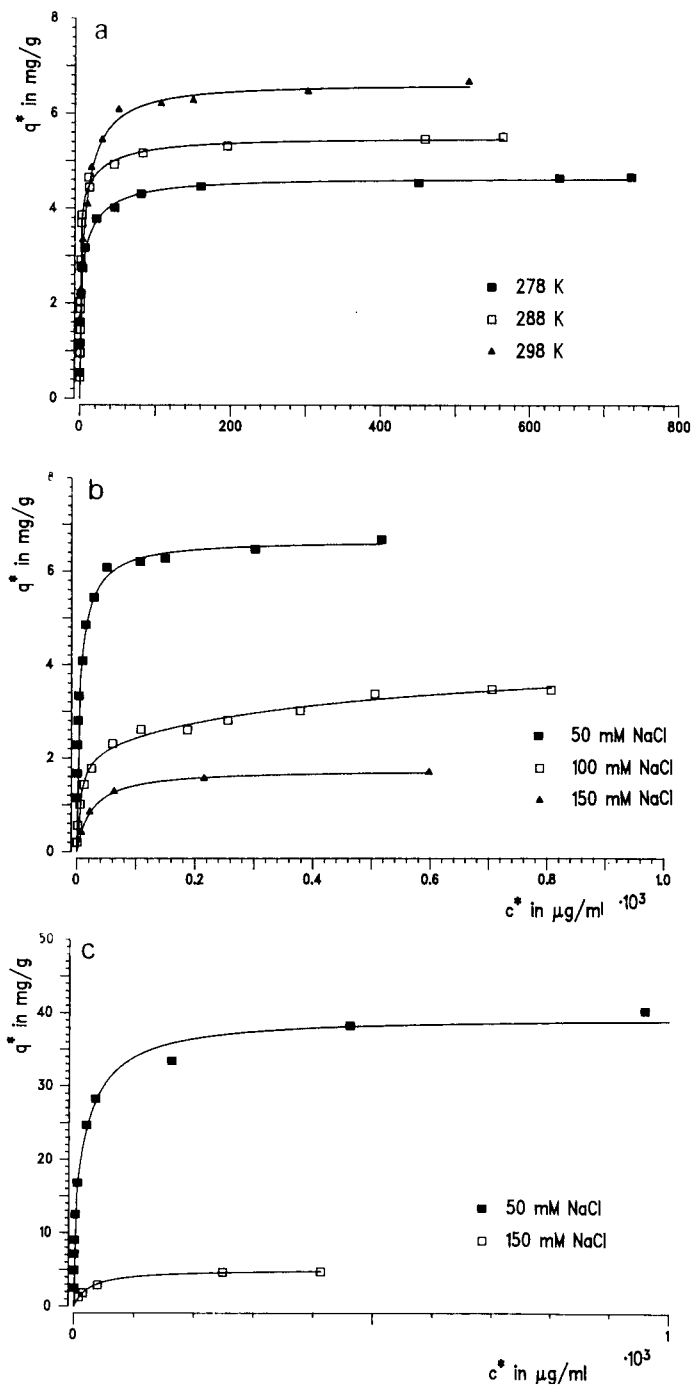 a
q* in mg/g
8
6
4
2
0
■ 278 K
□ 288 K
▲ 298 K
0 200 400 600 800
b
q* in mg/g
8
6
4
2
0
■ 50 mM NaCl
□ 100 mM NaCl
▲ 150 mM NaCl
0 0.2 0.4 0.6 0.8 1.0
c* in μg/ml ·10³
c
q* in mg/g
50
40
30
20
10
0
■ 50 mM NaCl
□ 150 mM NaCl
0 1
·10³
c* in μg/ml